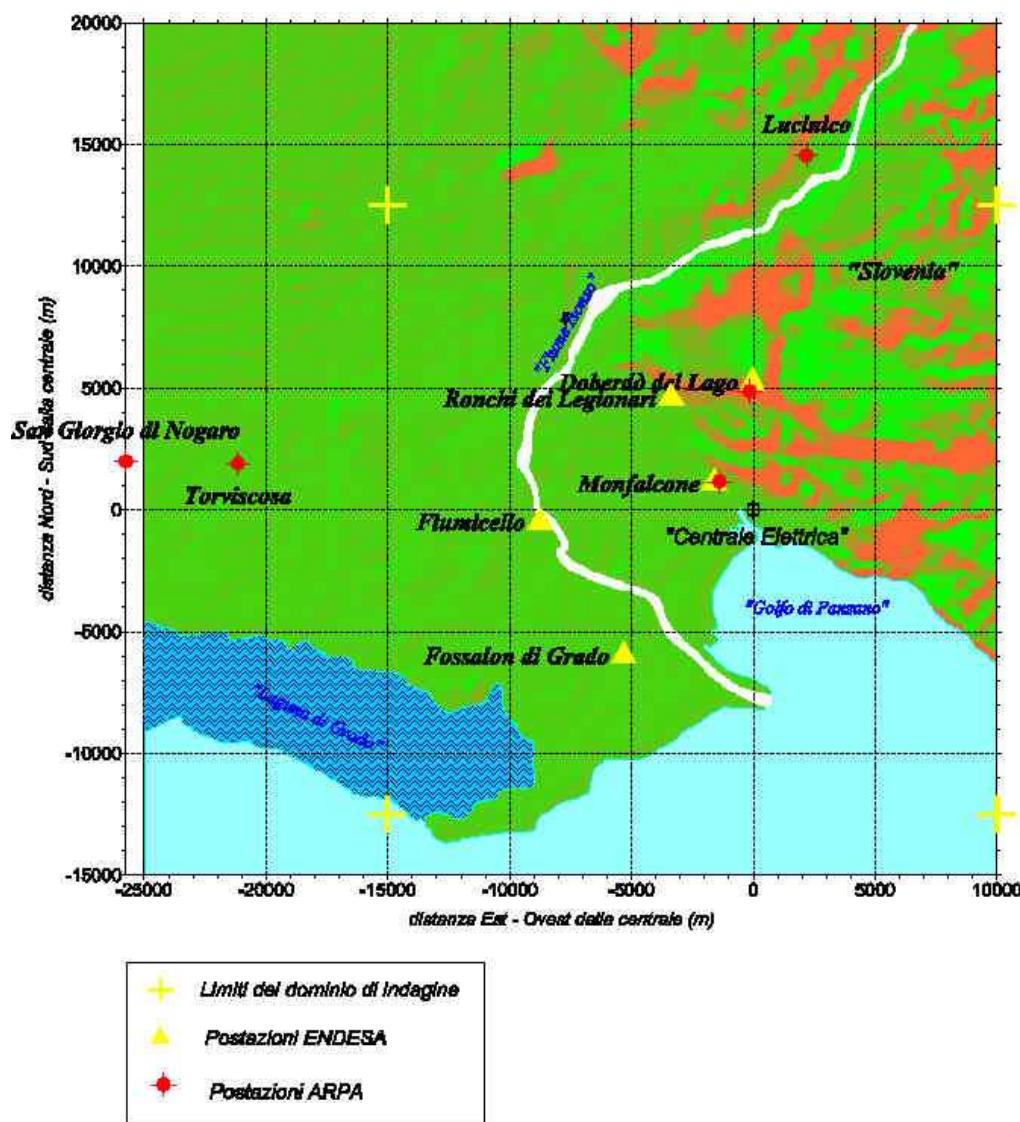 20000
15000
10000
5000
0
-5000
-10000
-15000
distanza Nord - Sud dalla centrale (m)
Lucinico
"Slovenia"
"Fiume Isonzo"
Doberdò del Lago
Ronchi dei Legionari
San Giorgio di Nogaro
Torviscosa
Monfalcone
Fiumicello
"Centrale Elettrica"
"Golfo di Panzano"
Fossalon di Grado
"Laguna di Grado"
-25000 -20000 -15000 -10000 -5000 0 5000 10000
distanza Est - Ovest dalla centrale (m)
Limiti del dominio di indagine
Postazioni ENDESA
Postazioni ARPA